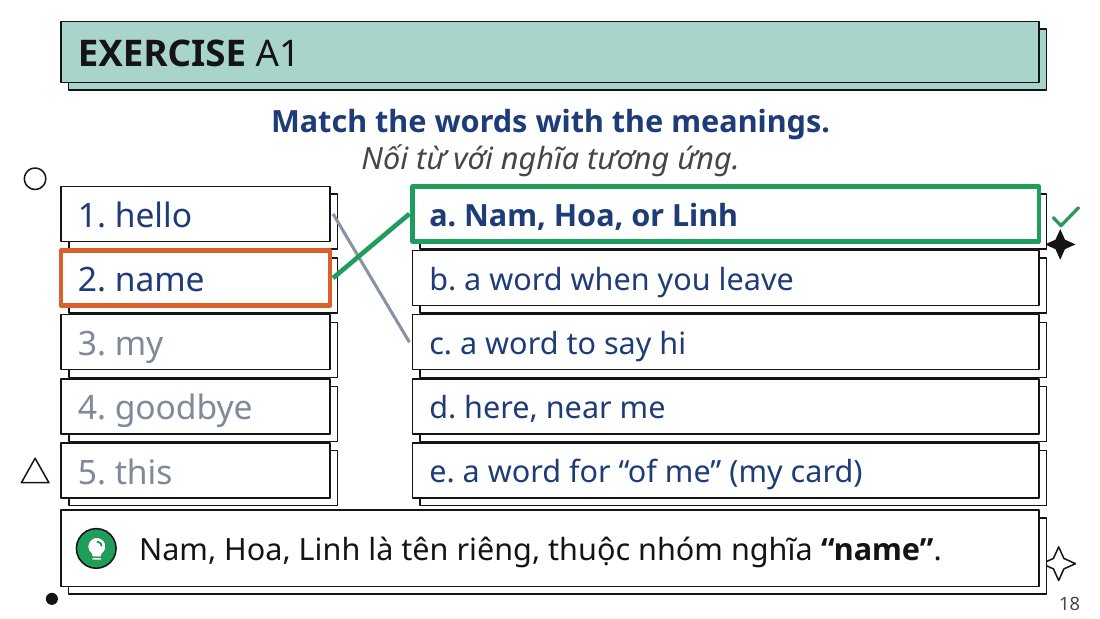 EXERCISE A1
Match the words with the meanings.
Nối từ với nghĩa tương ứng.
1. hello
a. Nam, Hoa, or Linh
2. name
b. a word when you leave
3. my
c. a word to say hi
4. goodbye
d. here, near me
5. this
e. a word for “of me” (my card)
Nam, Hoa, Linh là tên riêng, thuộc nhóm nghĩa “name”.
18